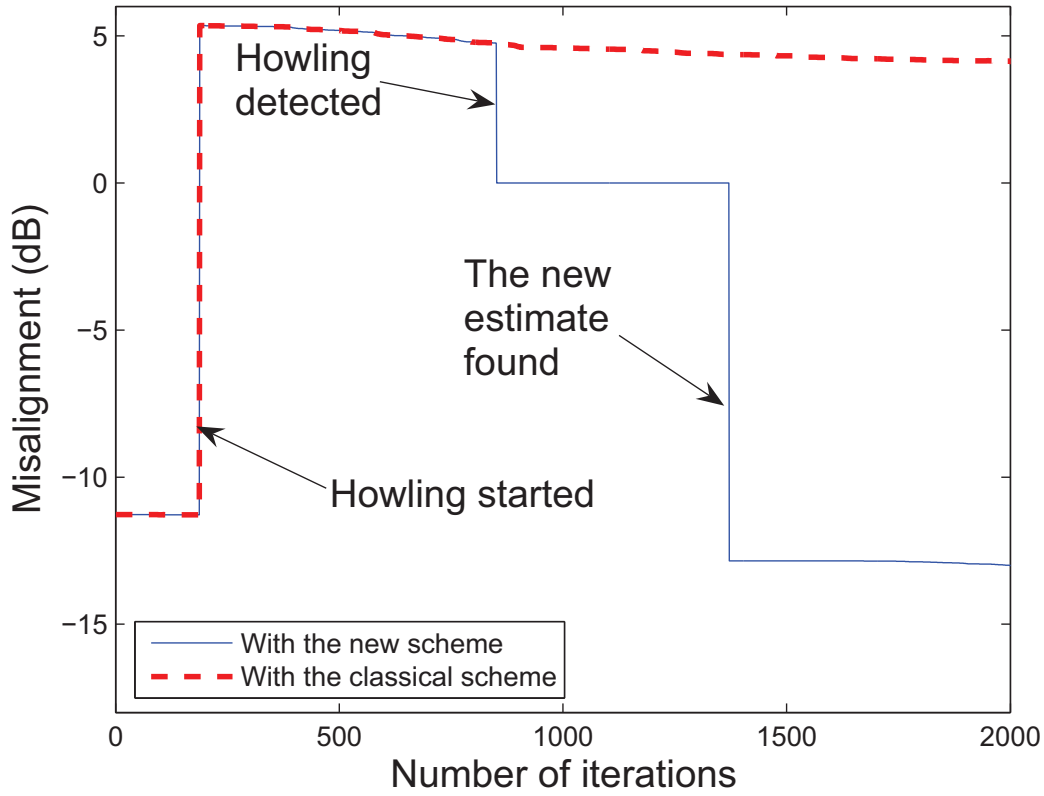 5
0
−5
−10
−15
Misalignment (dB)
Howling
detected
The new
estimate
found
Howling started
With the new scheme
With the classical scheme
0
500
1000
1500
2000
Number of iterations